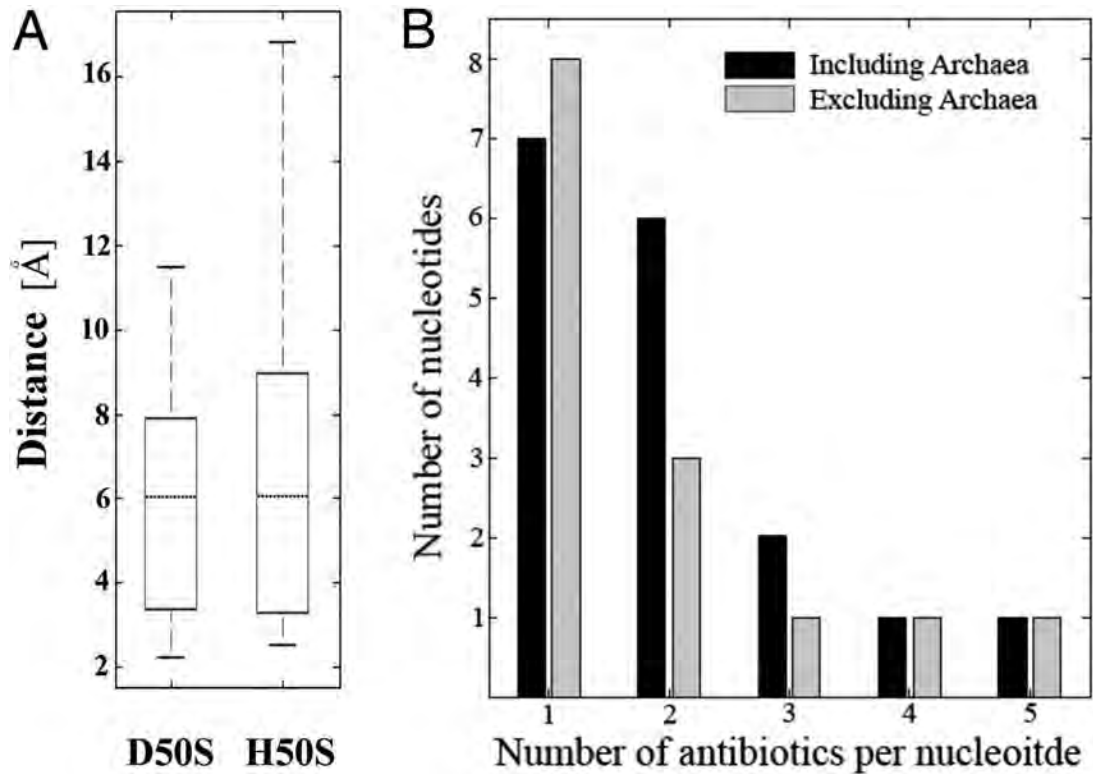 A
Distance [Å]
16
14
12
10
8
6
4
2
D50S H50S
B
Number of nucleotides
8
7
6
5
4
3
2
1
Including Archaea
Excluding Archaea
1 2 3 4 5
Number of antibiotics per nucleoitde